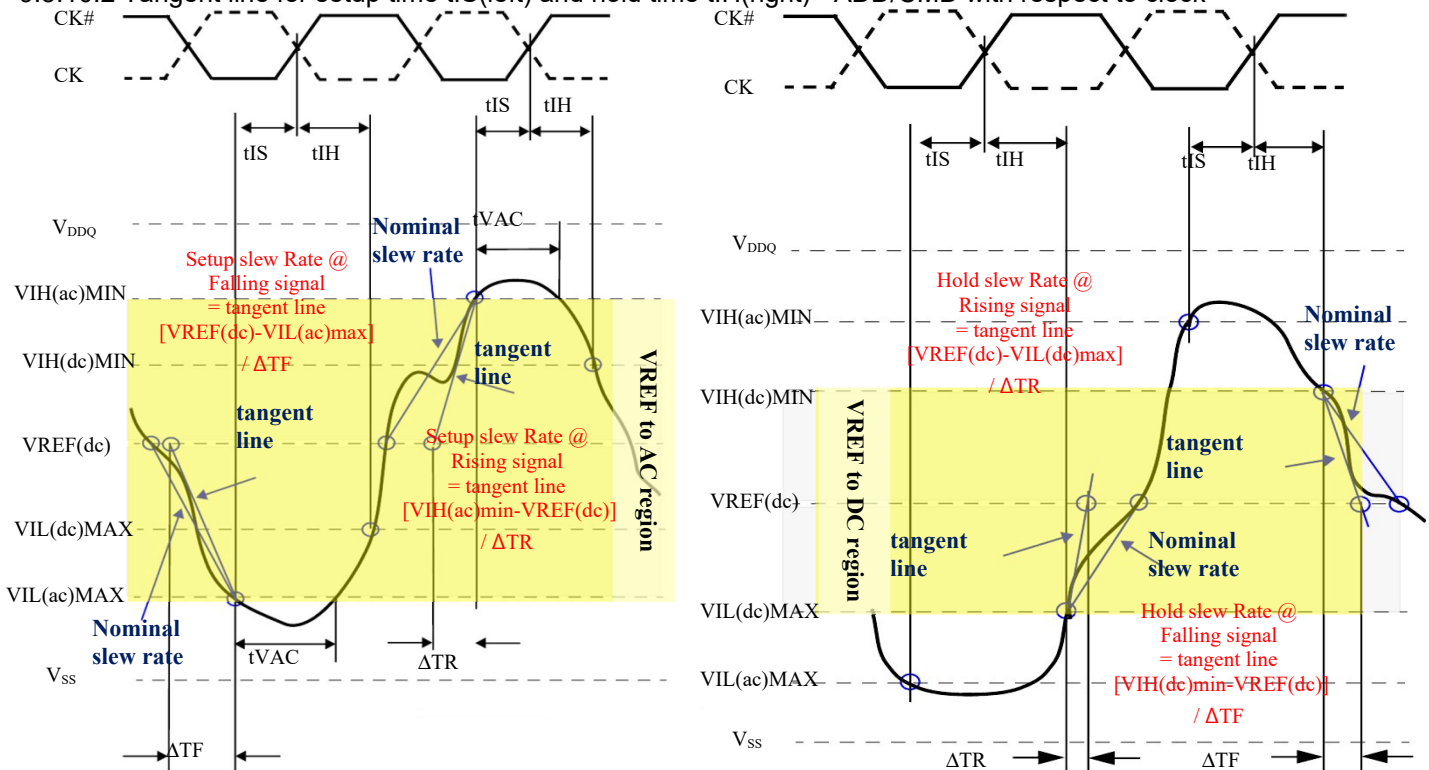 CK#
CK
tIS
tIH
tIS
tIH
VDDQ
Nominal
slew rate
tVAC
Setup slew Rate @
Falling signal
= tangent line
[VREF(dc)-VIL(ac)max]
/ ΔTF
VIH(ac)MIN
VIH(dc)MIN
tangent
line
tangent
line
VREF(dc)
Setup slew Rate @
Rising signal
= tangent line
[VIH(ac)min-VREF(dc)]
/ ΔTR
VREF to AC region
VIL(dc)MAX
VIL(ac)MAX
Nominal
slew rate
tVAC
ΔTR
VSS
ΔTF
CK#
CK
tIS
tIH
tIS
tIH
VDDQ
Hold slew Rate @
Rising signal
= tangent line
[VREF(dc)-VIL(dc)max]
/ ΔTR
VIH(ac)MIN
Nominal
slew rate
VIH(dc)MIN
VREF to DC region
tangent
line
VREF(dc)
tangent
line
Nominal
slew rate
VIL(dc)MAX
Hold slew Rate @
Falling signal
= tangent line
[VIH(dc)min-VREF(dc)]
/ ΔTF
VIL(ac)MAX
VSS
ΔTR
ΔTF